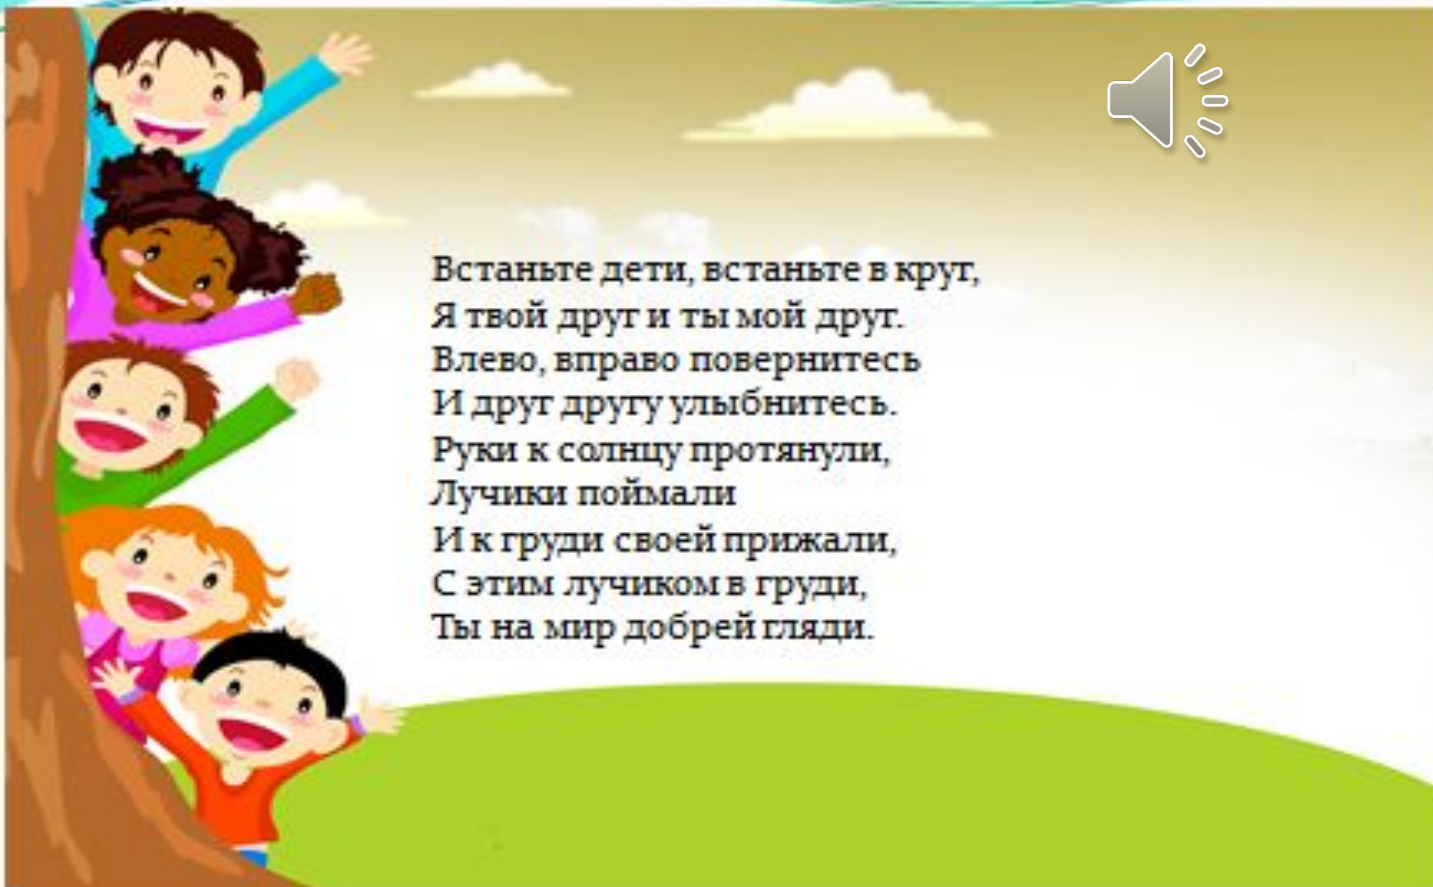 Встаньте дети, встаньте в круг,
Я твой друг и ты мой друг.
Влево, вправо повернитесь
И друг другу улыбнитесь.
Руки к солнцу протянули,
Лучики поймали
И к груди своей прижали,
С этим лучиком в груди,
Ты на мир добрей гляди.